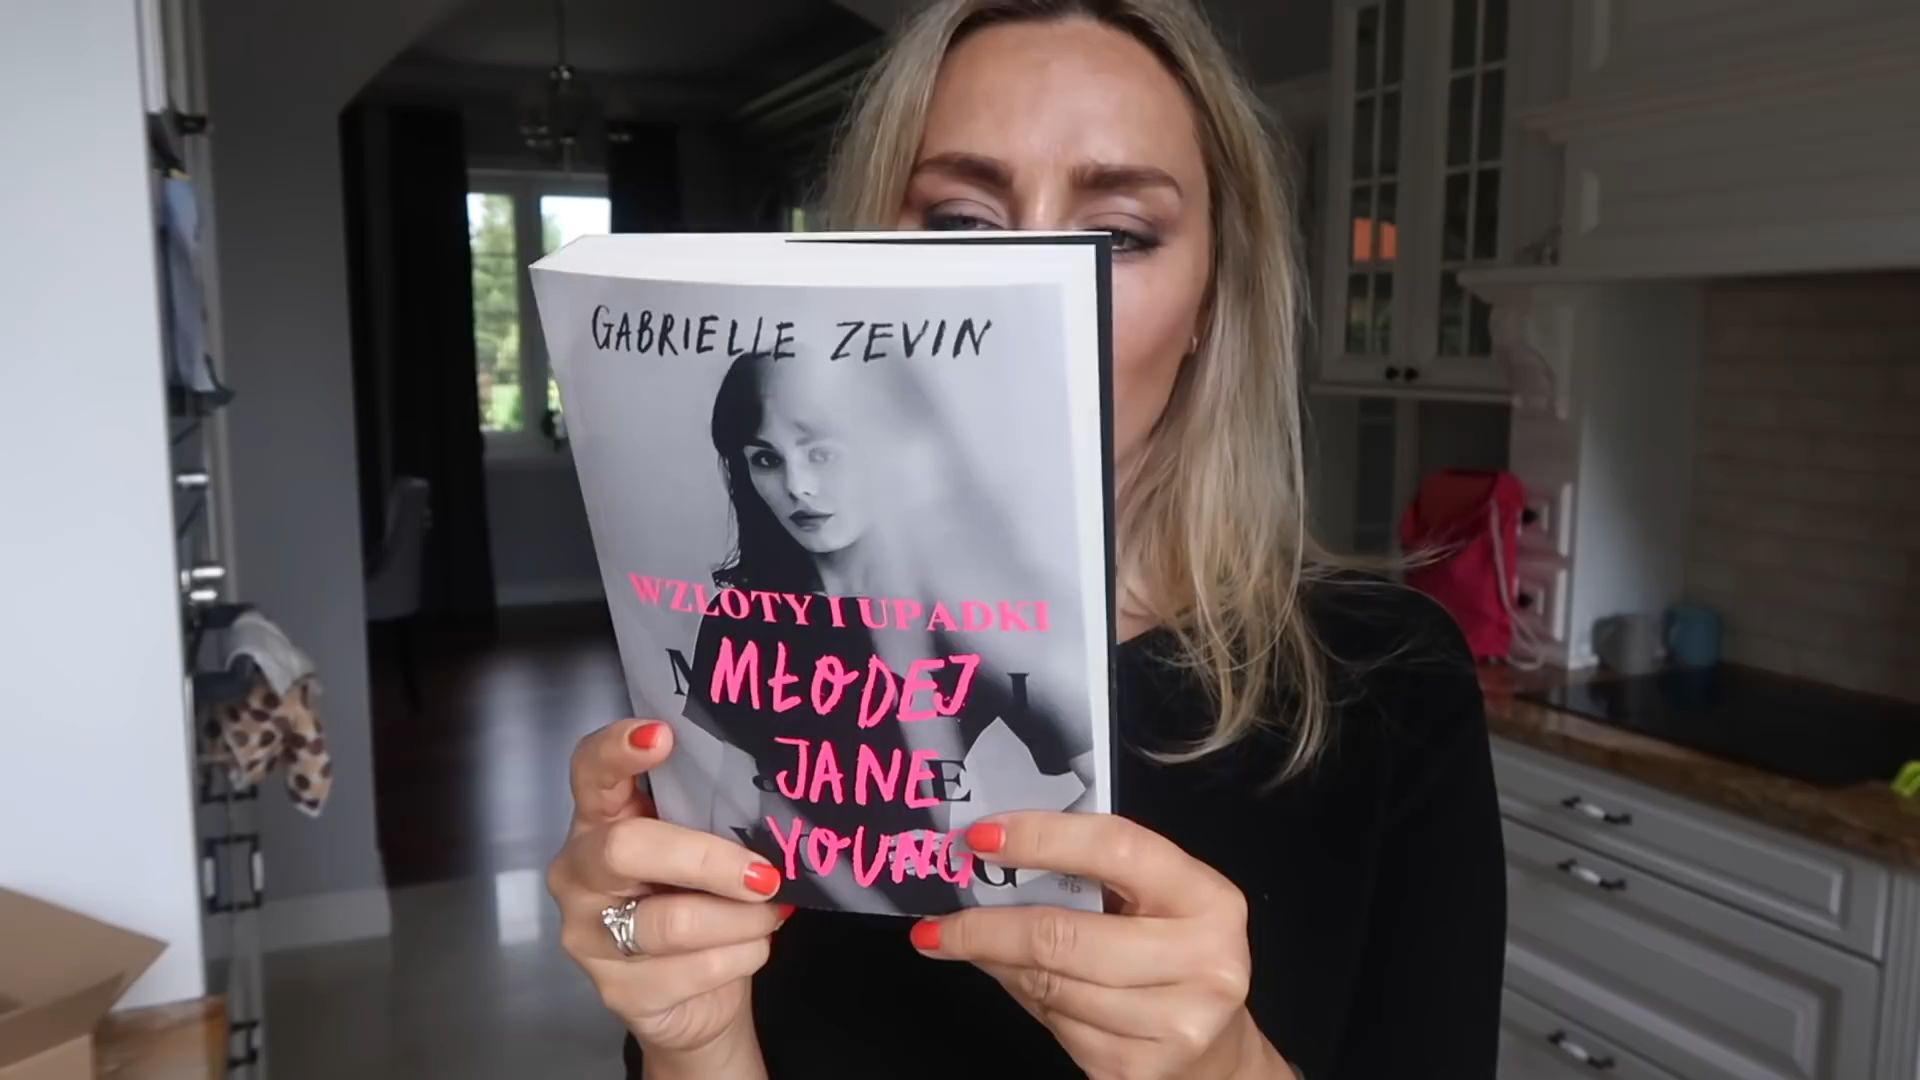 GABRIELLE ZEVIN
WZLOTY I UPADKI
MŁODEJ
JANE
YOUNG